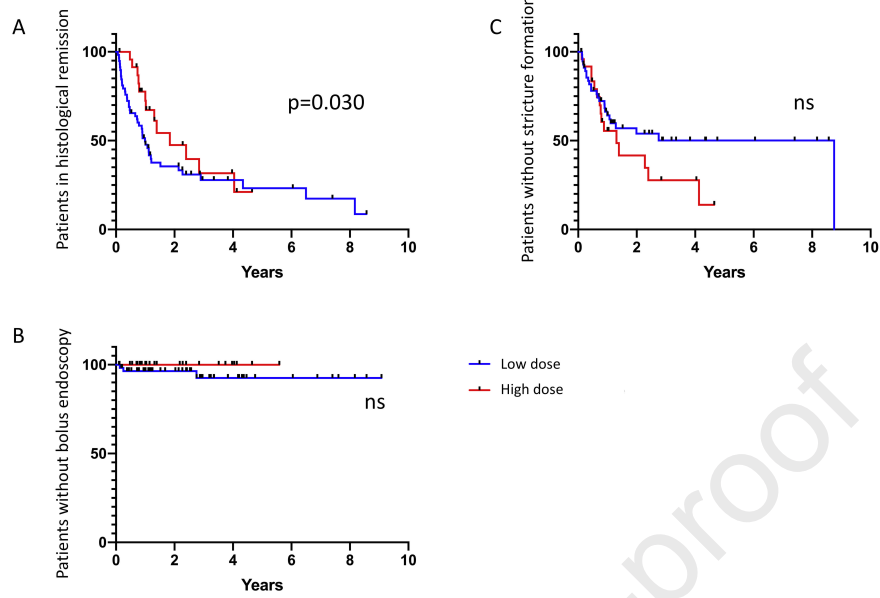 A
Patients in histological remission
100
50
0
0 2 4 6 8 10
Years
p=0.030
C
Patients without stricture formation
100
50
0
0 2 4 6 8 10
Years
ns
B
Patients without bolus endoscopy
100
50
0
0 2 4 6 8 10
Years
ns
Low dose
High dose
-proof